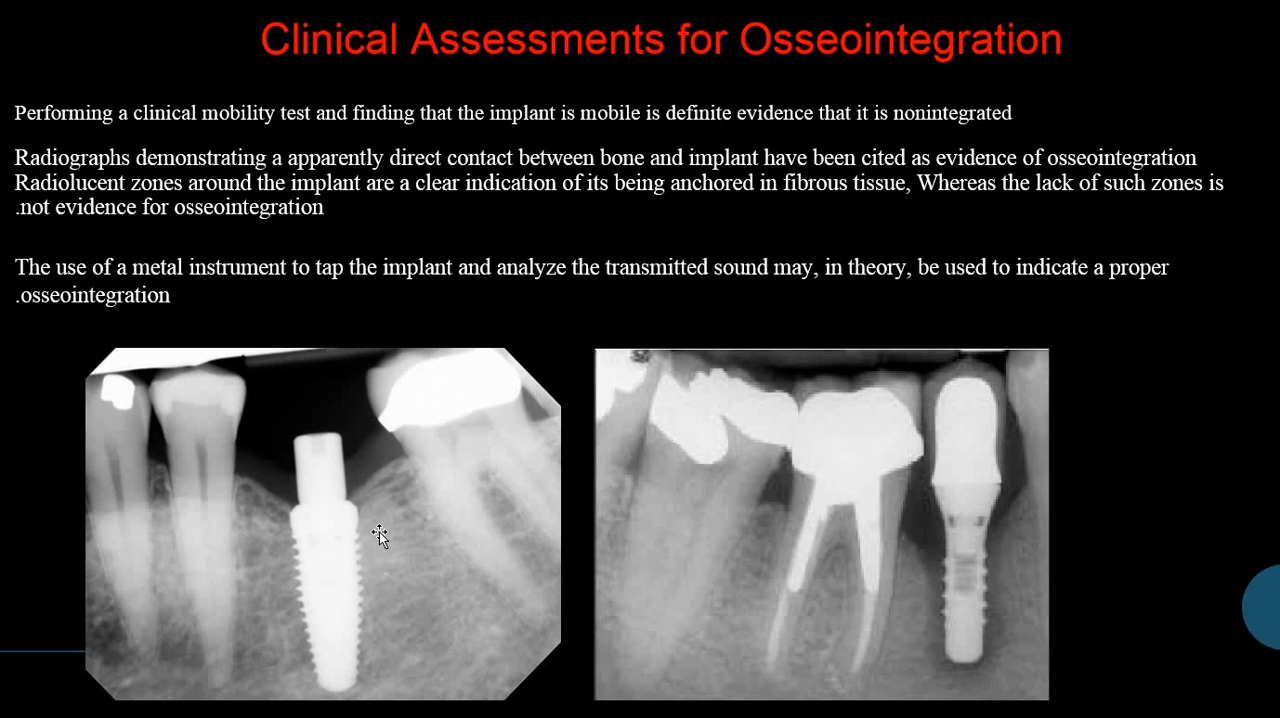 Clinical Assessments for Osseointegration
Performing a clinical mobility test and finding that the implant is mobile is definite evidence that it is nonintegrated
Radiographs demonstrating a apparently direct contact between bone and implant have been cited as evidence of osseointegration
Radiolucent zones around the implant are a clear indication of its being anchored in fibrous tissue, Whereas the lack of such zones is
.not evidence for osseointegration
The use of a metal instrument to tap the implant and analyze the transmitted sound may, in theory, be used to indicate a proper
.osseointegration